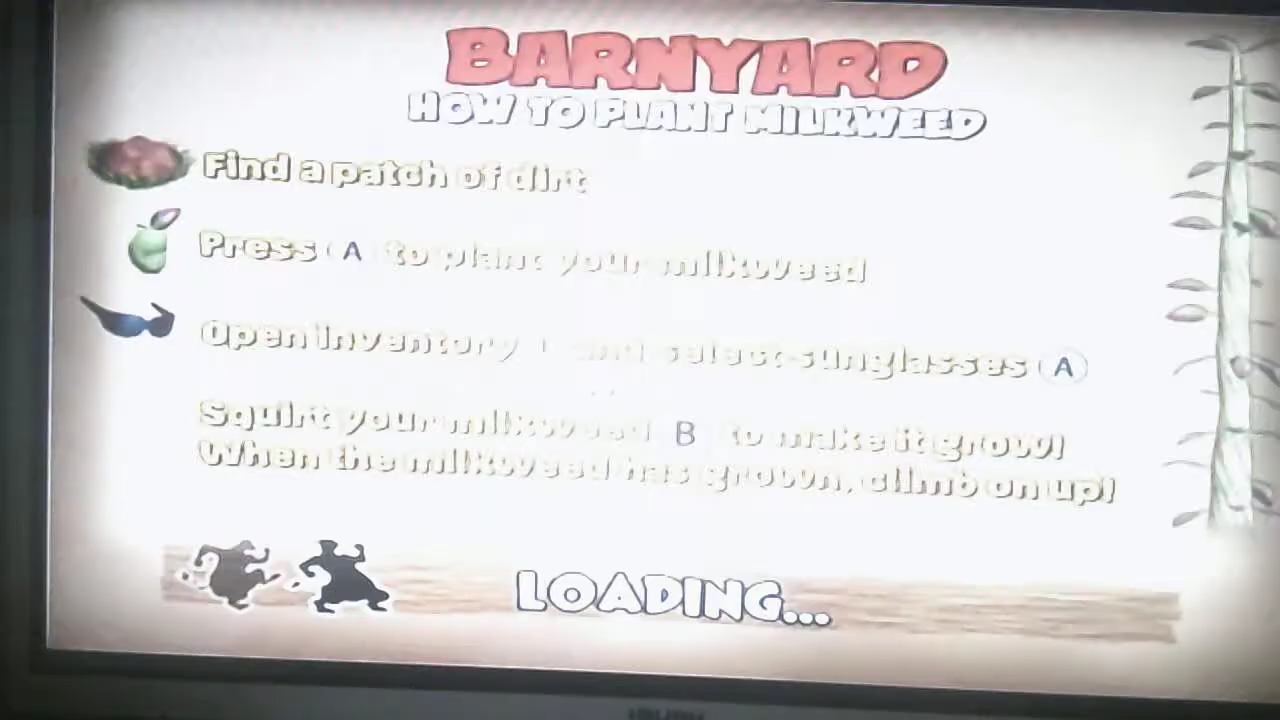 BARNYARD
HOW TO PLANT MILKWEED
Find a patch of dirt
Press A to plant your milkweed
Open inventory and select sunglasses A
Squirt your milkweed B to make it grow!
When the milkweed has grown, climb on up!
LOADING...